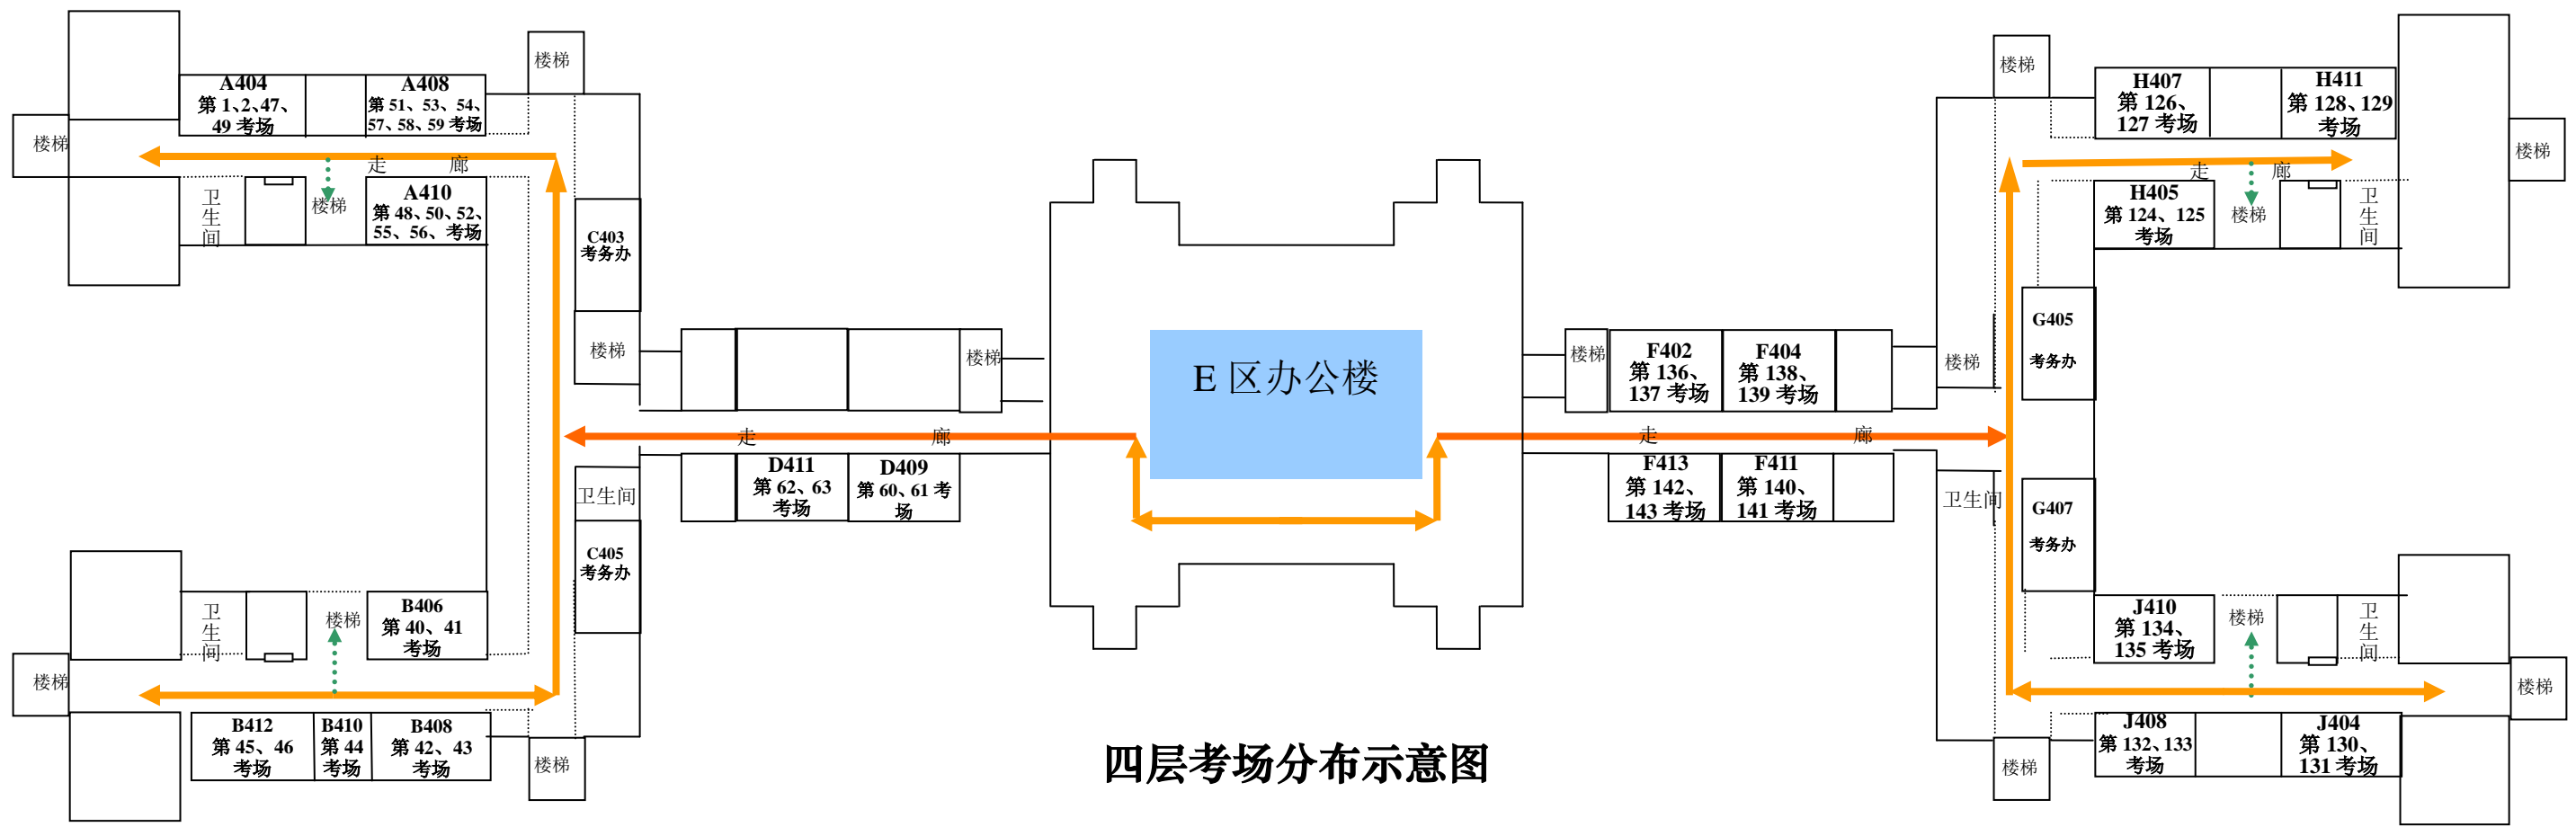 楼梯
A404
第 1、2、47、
49 考场
A408
第 51、53、54、
57、58、59 考场
楼梯
走 廊
卫生间
楼梯
A410
第 48、50、52、
55、56、考场
C403
考务办
楼梯
楼梯
走 廊
D411
第 62、63
考场
D409
第 60、61 考
场
卫生间
C405
考务办
卫生间
楼梯
B406
第 40、41
考场
楼梯
B412
第 45、46
考场
B410
第 44
考场
B408
第 42、43
考场
楼梯
E 区办公楼
四层考场分布示意图
楼梯
H407
第 126、
127 考场
H411
第 128、129
考场
楼梯
走 廊
H405
第 124、125
考场
楼梯
卫生间
G405
考务办
楼梯
F402
第 136、
137 考场
F404
第 138、
139 考场
楼梯
走 廊
F413
第 142、
143 考场
F411
第 140、
141 考场
卫生间
G407
考务办
J410
第 134、
135 考场
楼梯
卫生间
楼梯
J408
第 132、133
考场
J404
第 130、
131 考场
楼梯